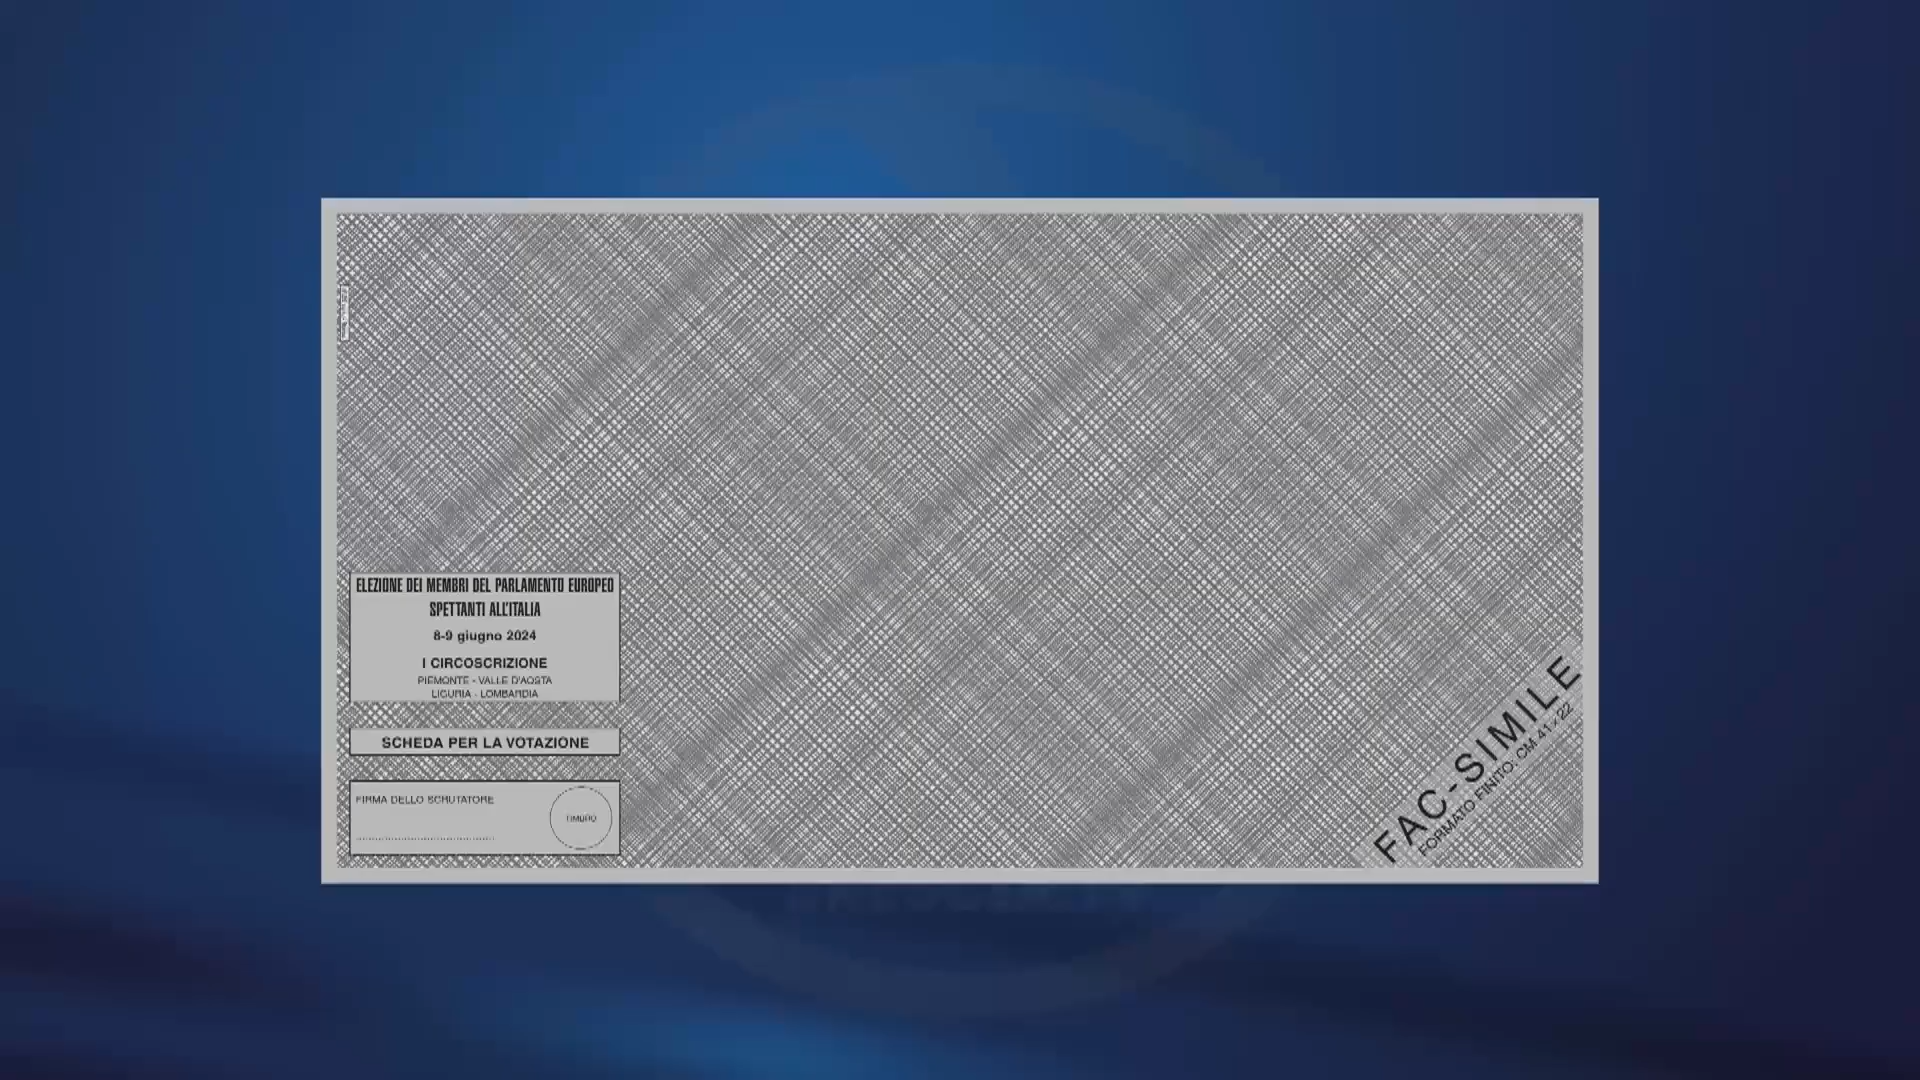 ELEZIONE DEI MEMBRI DEL PARLAMENTO EUROPEO
SPETTANTI ALL'ITALIA
8-9 giugno 2024
I CIRCOSCRIZIONE
PIEMONTE - VALLE D'AOSTA
LIGURIA - LOMBARDIA
SCHEDA PER LA VOTAZIONE
FIRMA DELLO SCRUTATORE
TIMBRO
FAC-SIMILE
FORMATO FINITO: CM 41 x 22